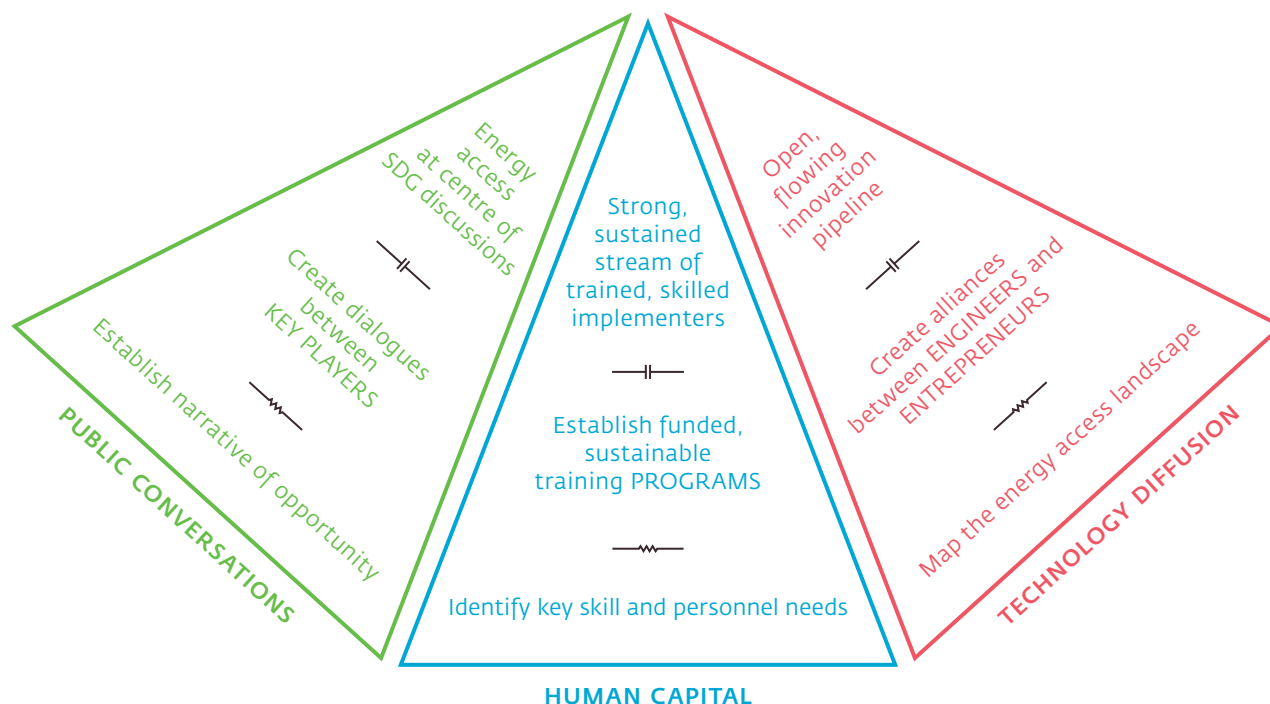 Energy
access
at centre of
SDG discussions
Create dialogues
between
KEY PLAYERS
Establish narrative of opportunity
PUBLIC CONVERSATIONS
Strong,
sustained
stream of
trained, skilled
implementers
Establish funded,
sustainable
training PROGRAMS
Identify key skill and personnel needs
HUMAN CAPITAL
Open,
flowing
innovation
pipeline
Create alliances
between ENGINEERS and
ENTREPRENEURS
Map the energy access landscape
TECHNOLOGY DIFFUSION